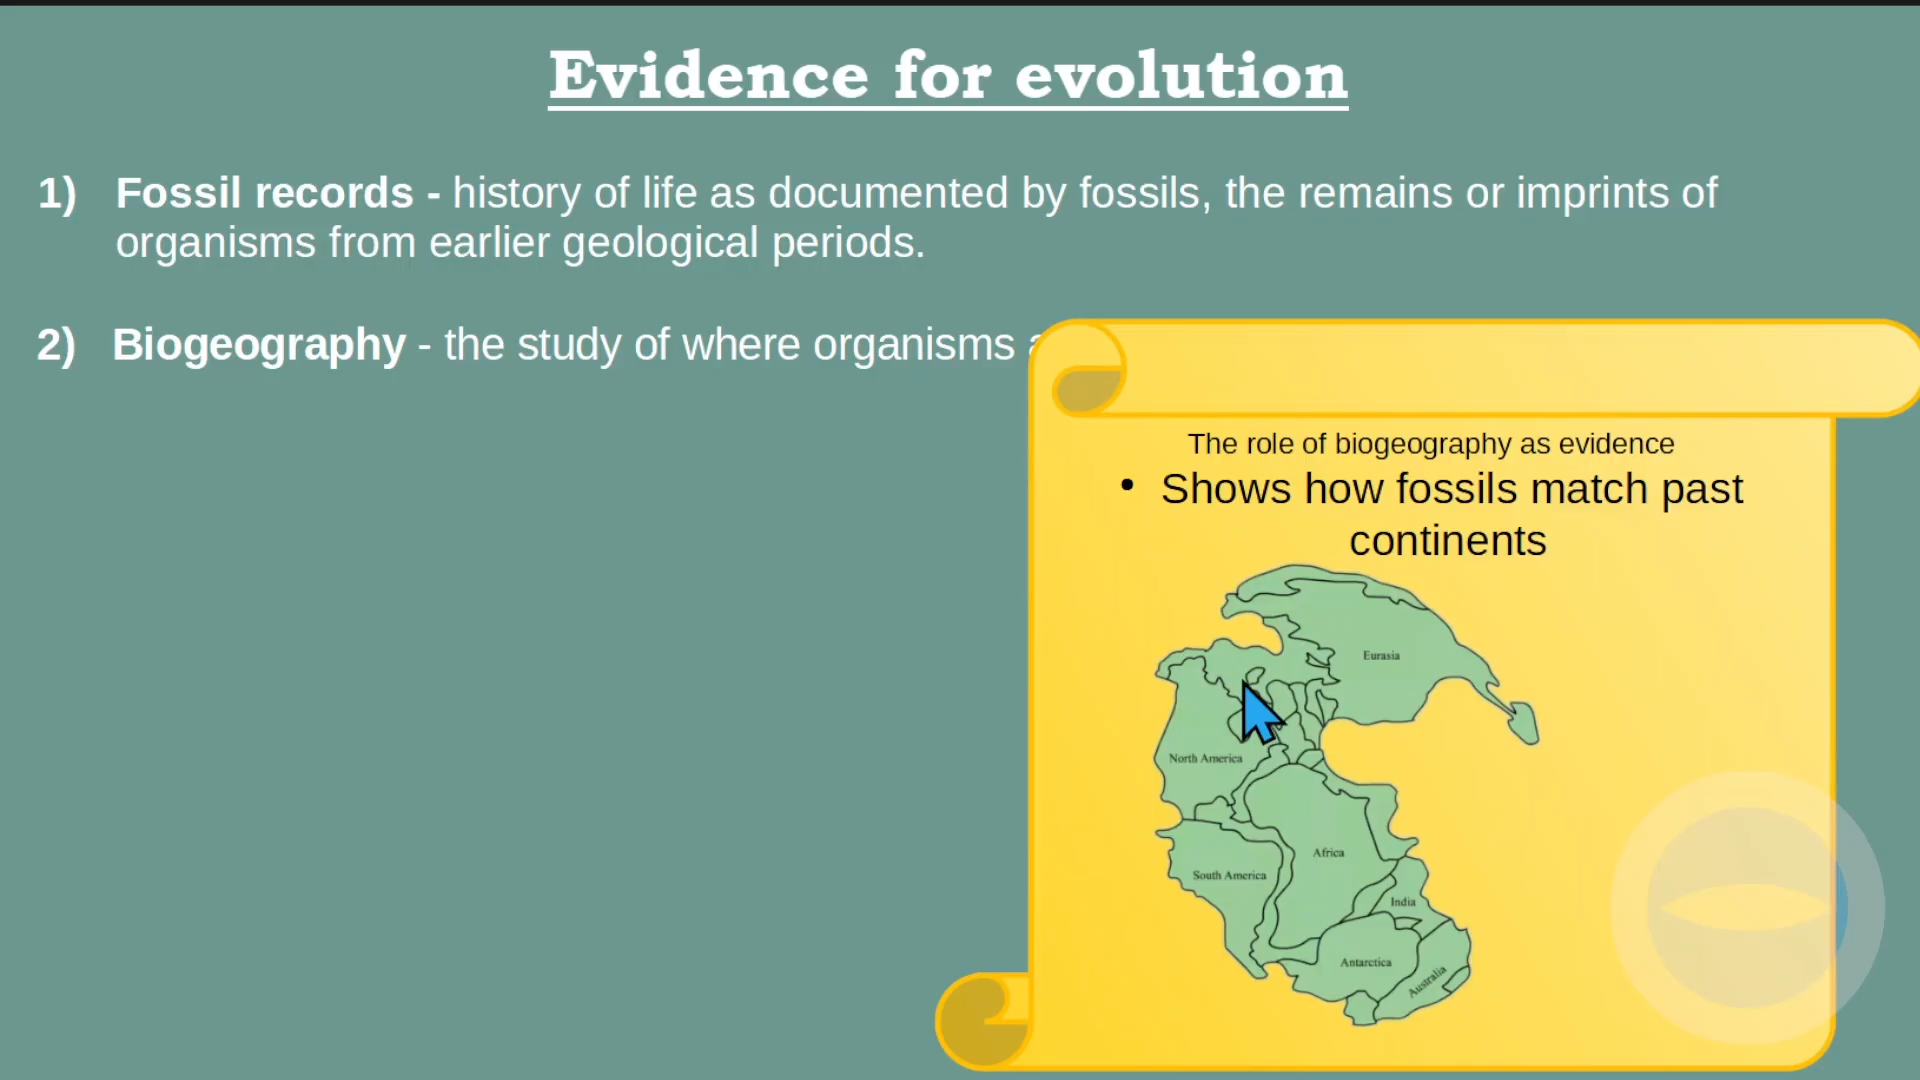 Evidence for evolution
1) Fossil records - history of life as documented by fossils, the remains or imprints of
organisms from earlier geological periods.
2) Biogeography - the study of where organisms
The role of biogeography as evidence
• Shows how fossils match past
continents
Eurasia
North America
Africa
South America
India
Antarctica
Australia